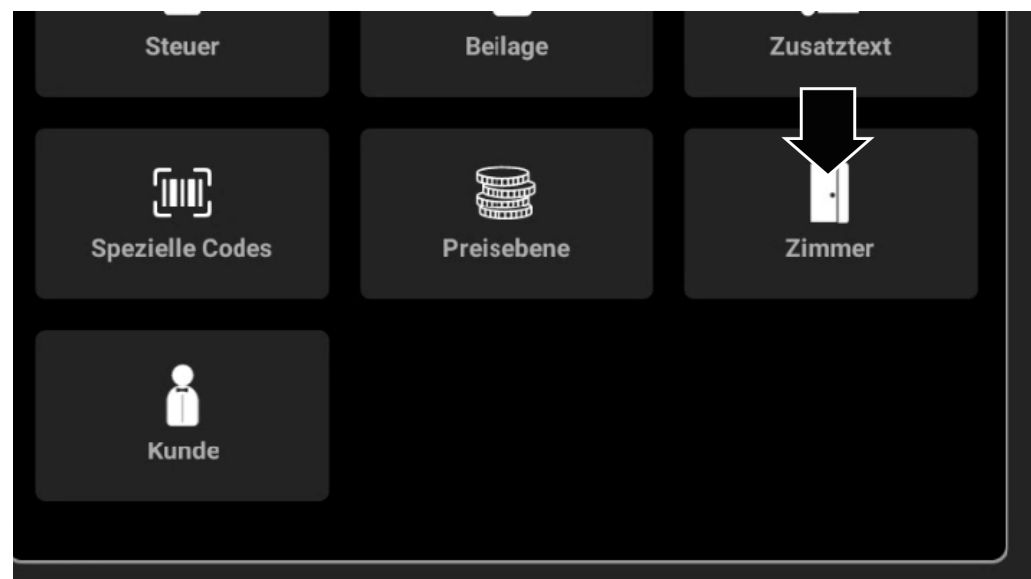 Steuer
Beilage
Zusatztext
Spezielle Codes
Preisebene
Zimmer
Kunde